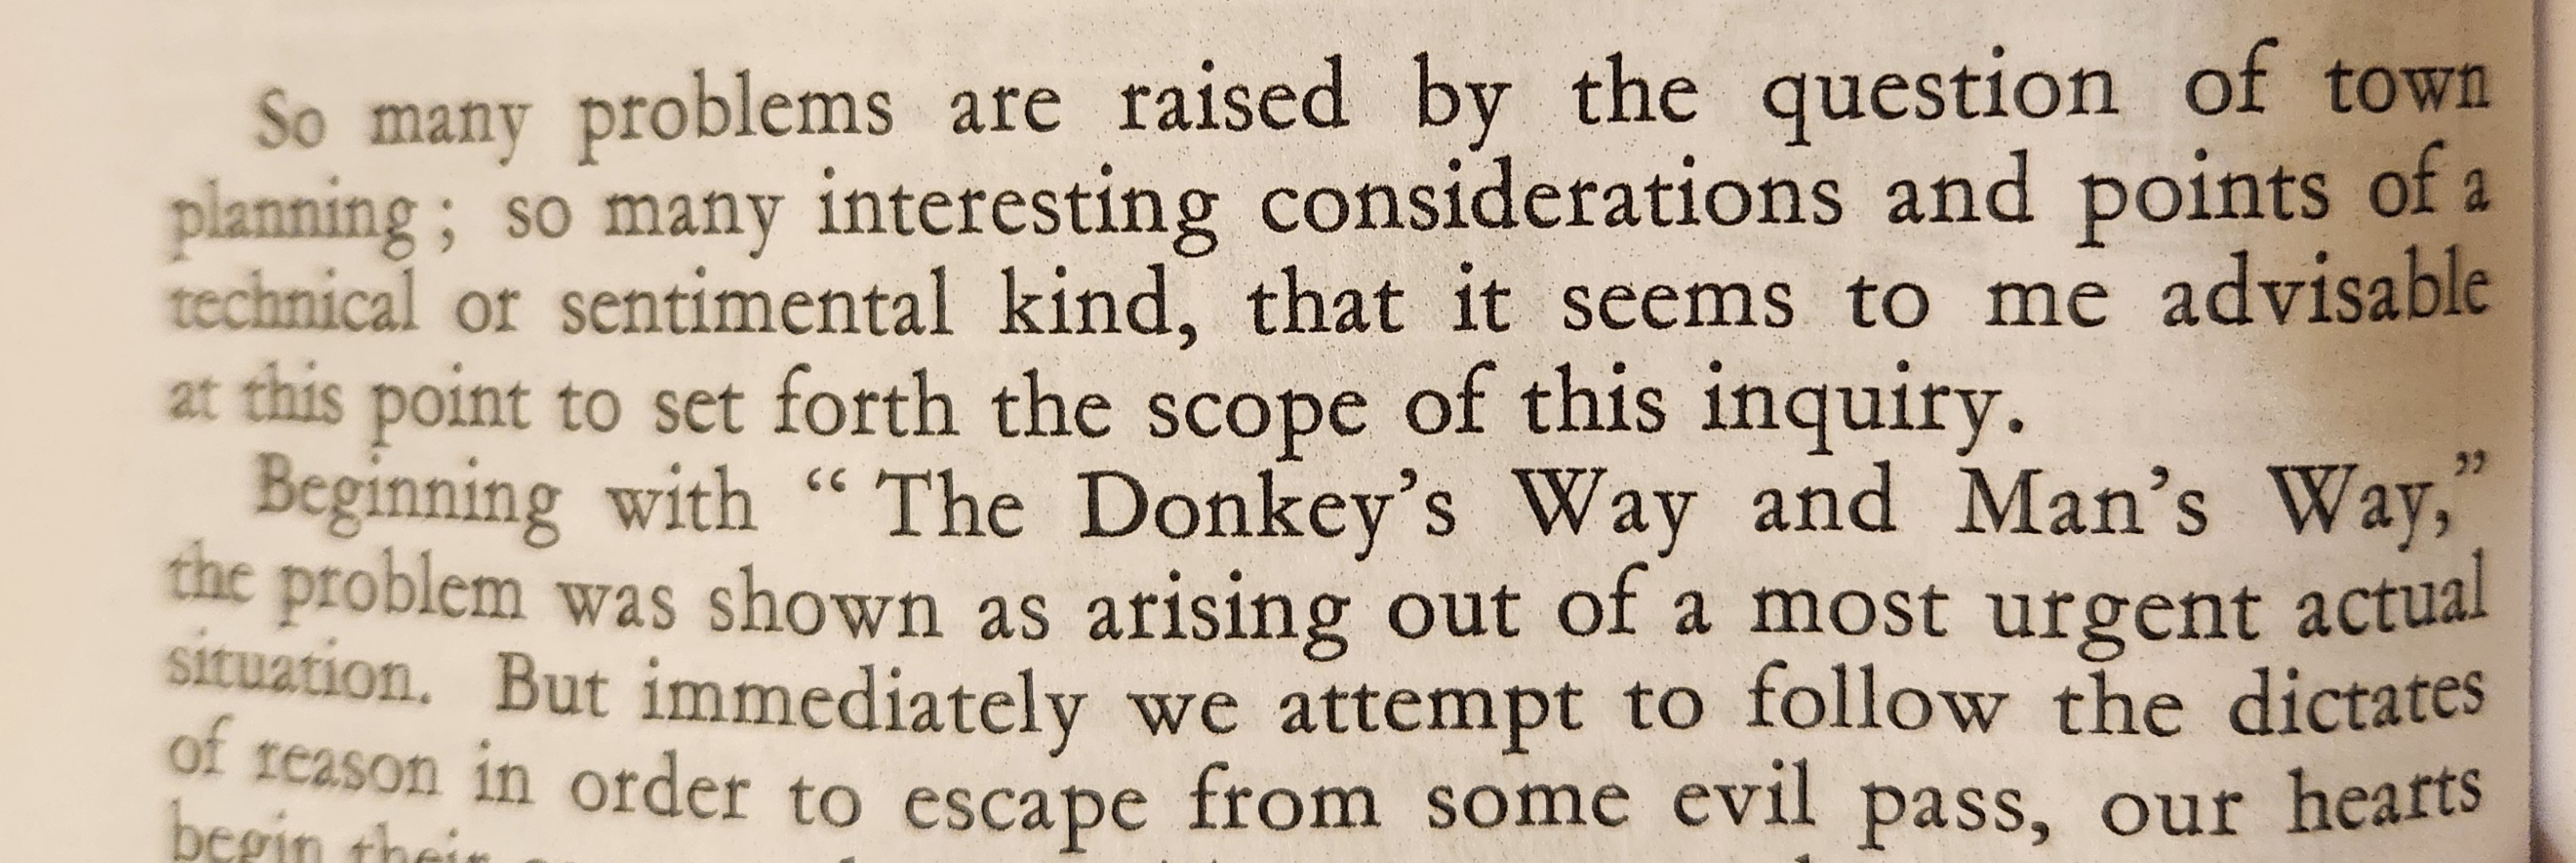 So many problems are raised by the question of town
planning ; so many interesting considerations and points of a
technical or sentimental kind, that it seems to me advisable
at this point to set forth the scope of this inquiry.
Beginning with “ The Donkey’s Way and Man’s Way,”
the problem was shown as arising out of a most urgent actual
situation. But immediately we attempt to follow the dictates
of reason in order to escape from some evil pass, our hearts
begin their